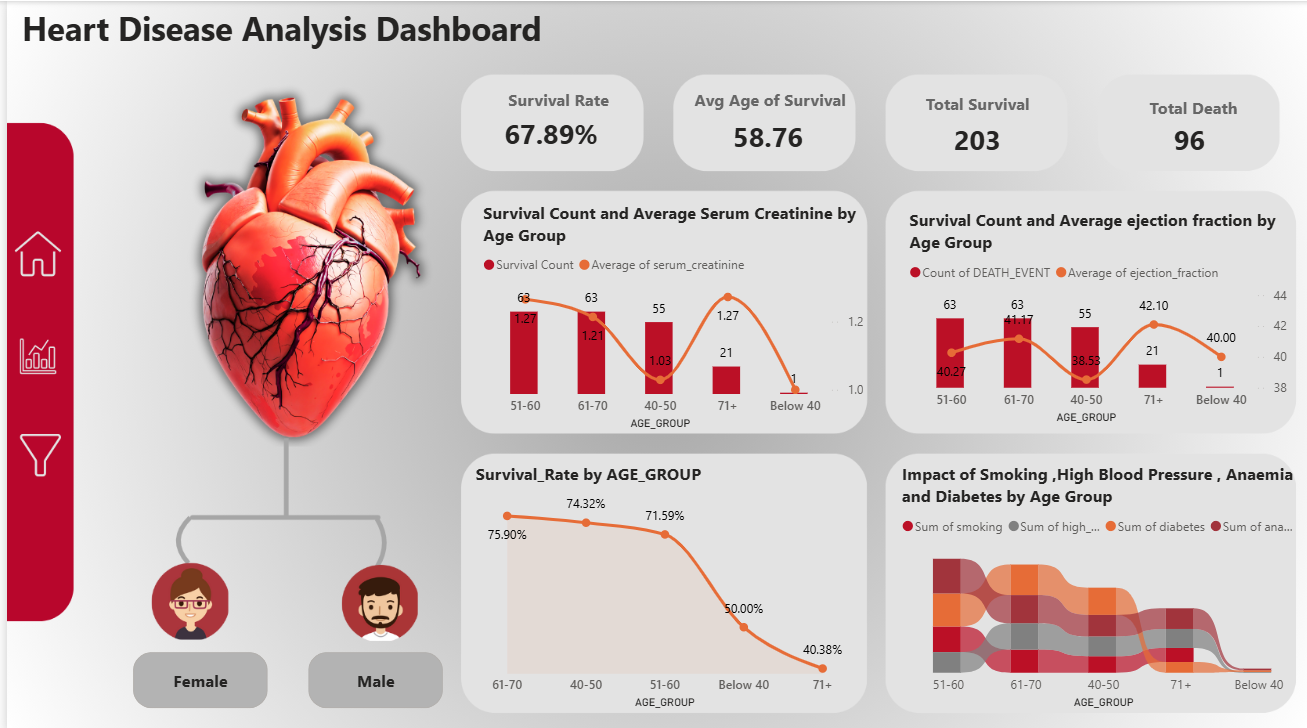 Heart Disease Analysis Dashboard
Survival Rate
67.89%
Avg Age of Survival
58.76
Total Survival
203
Total Death
96
Survival Count and Average Serum Creatinine by
Age Group
Survival Count Average of serum_creatinine
63 63 55 21 1
1.27 1.21 1.03 1.27
1.2
1.0
51-60 61-70 40-50 71+ Below 40
AGE_GROUP
Survival Count and Average ejection fraction by
Age Group
Count of DEATH_EVENT Average of ejection_fraction
63 63 55 21 1
40.27 41.17 38.53 42.10 40.00
44
42
40
38
51-60 61-70 40-50 71+ Below 40
AGE_GROUP
Survival_Rate by AGE_GROUP
75.90% 74.32% 71.59% 50.00% 40.38%
61-70 40-50 51-60 Below 40 71+
AGE_GROUP
Impact of Smoking ,High Blood Pressure , Anaemia
and Diabetes by Age Group
Sum of smoking Sum of high_... Sum of diabetes Sum of ana...
51-60 61-70 40-50 71+ Below 40
AGE_GROUP
Female
Male